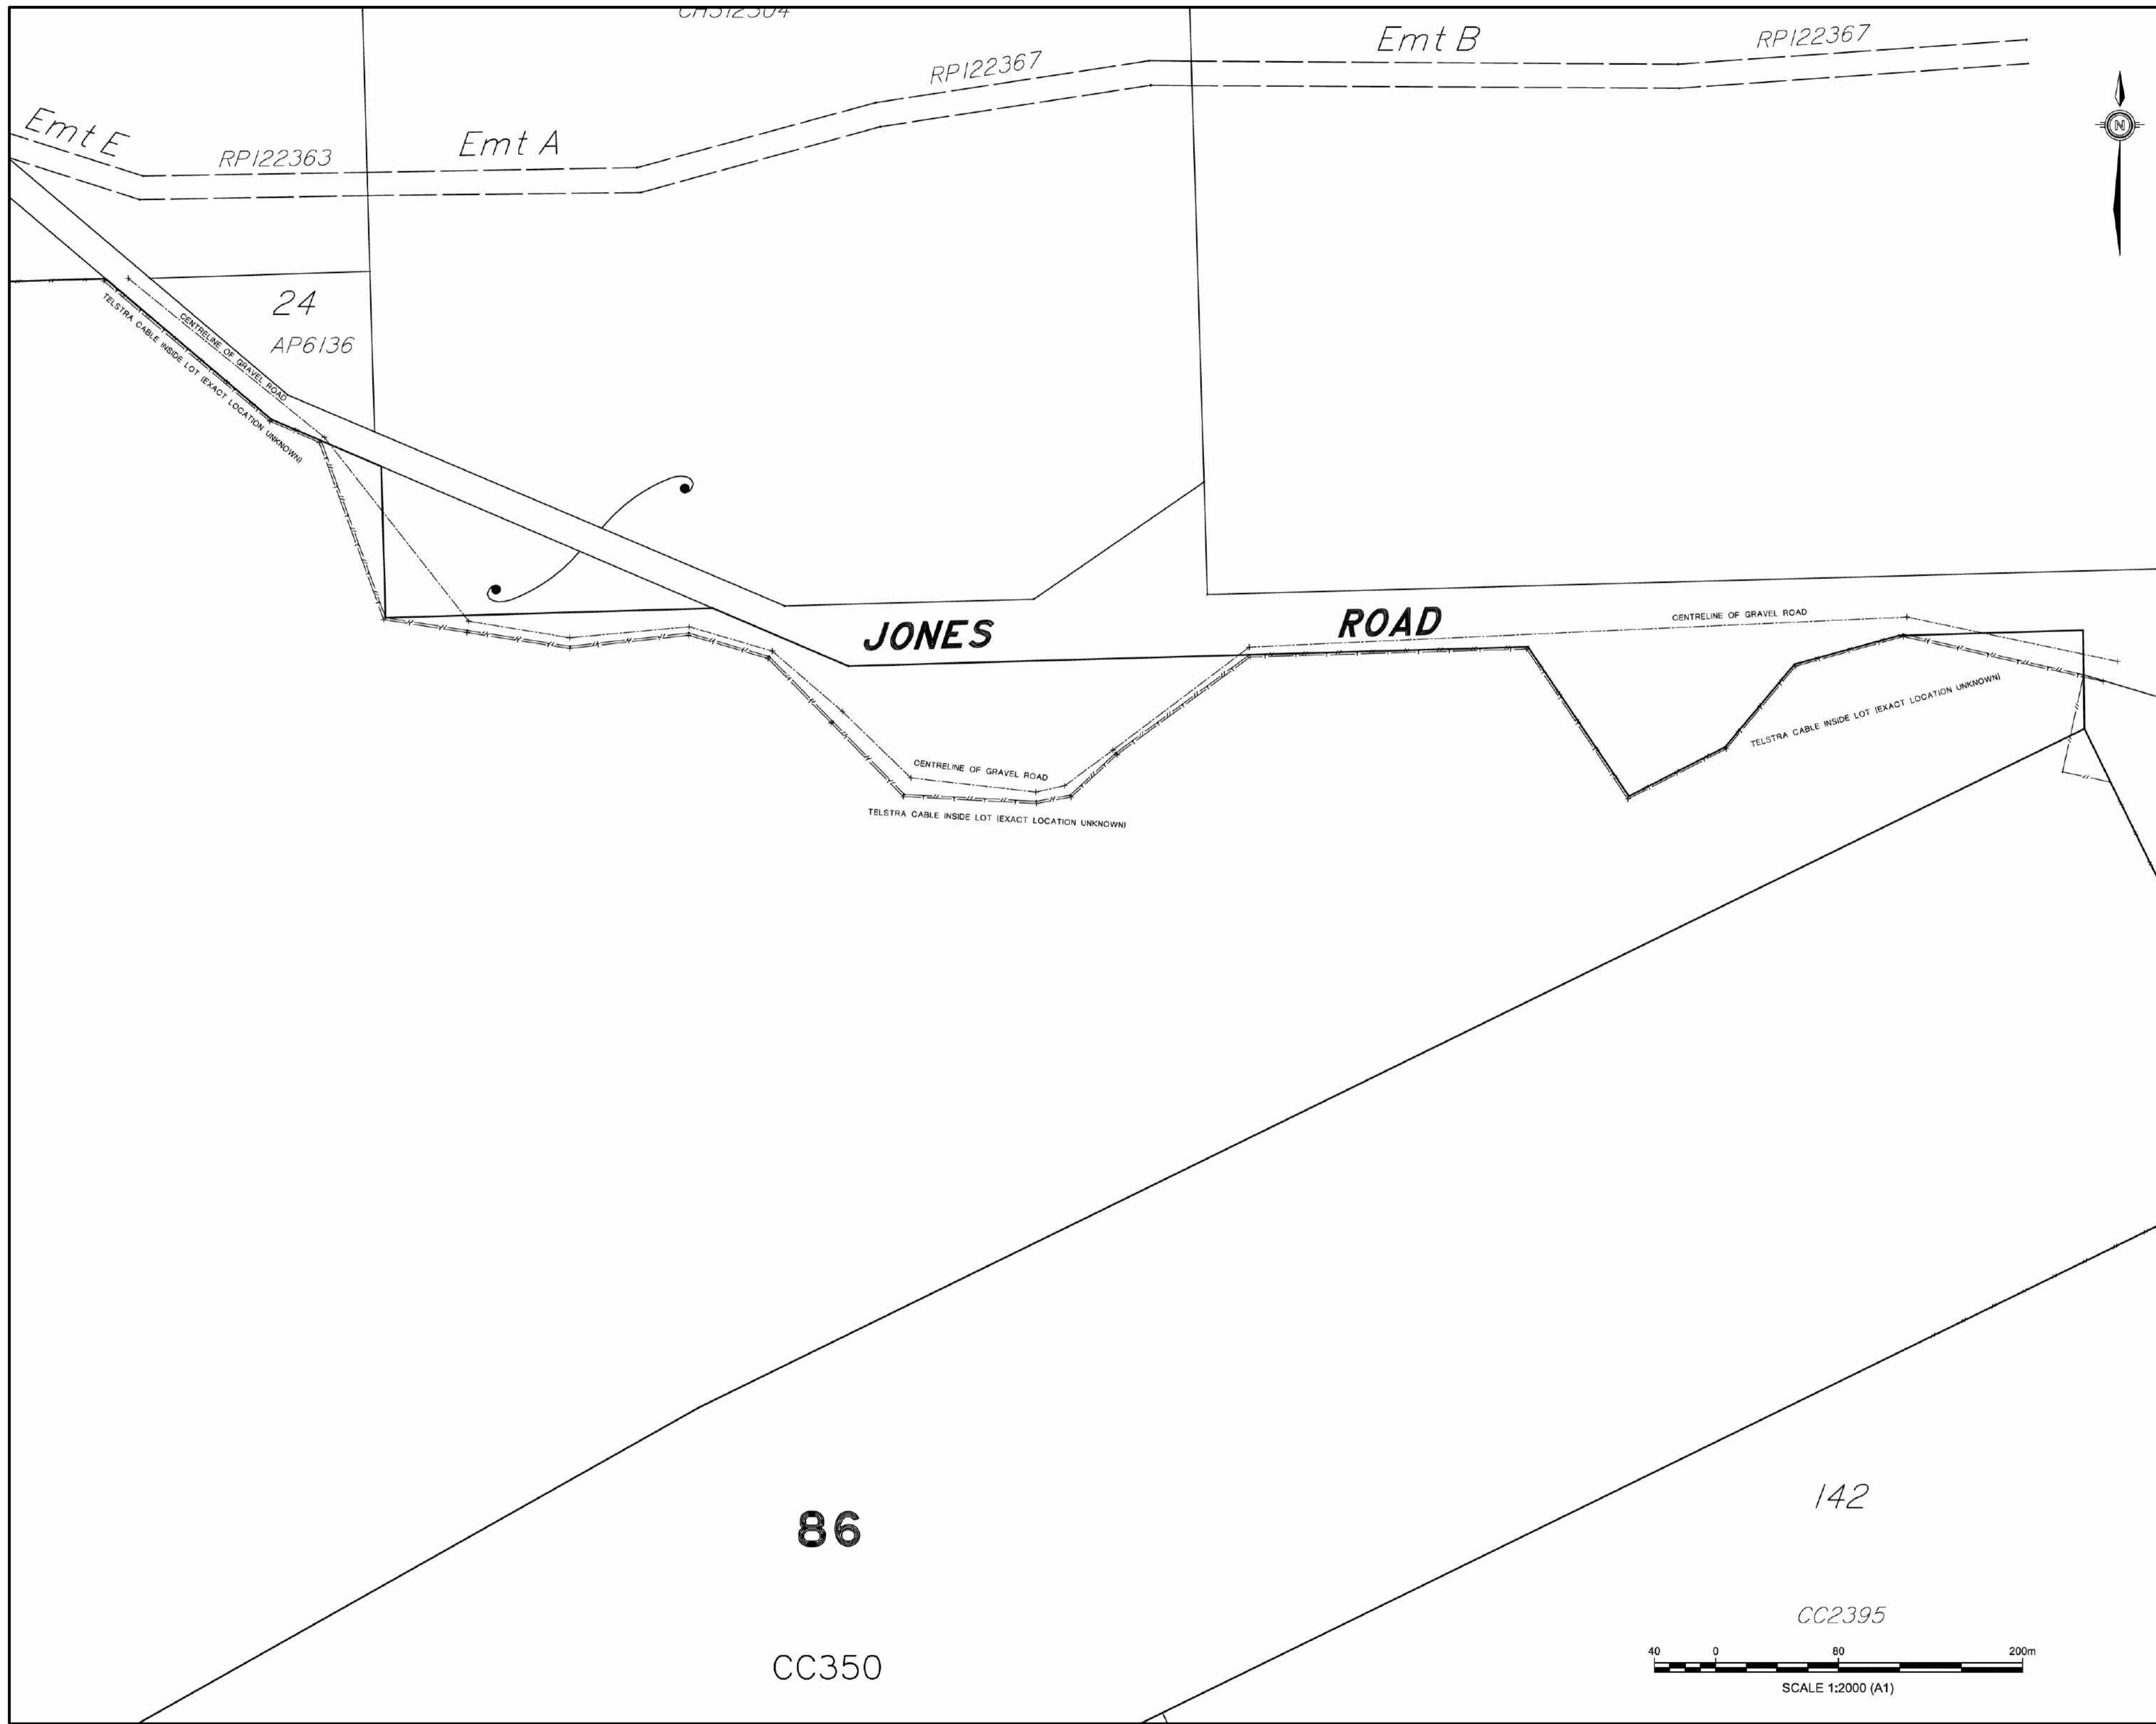 Emt B
RP122367
RP122367
Emt E
RP122363
Emt A
N
24
AP6136
CENTRELINE OF GRAVEL ROAD
TELSTRA CABLE INSIDE LOT (EXACT LOCATION UNKNOWN)
JONES ROAD
CENTRELINE OF GRAVEL ROAD
TELSTRA CABLE INSIDE LOT (EXACT LOCATION UNKNOWN)
CENTRELINE OF GRAVEL ROAD
TELSTRA CABLE INSIDE LOT (EXACT LOCATION UNKNOWN)
142
86
CC2395
CC350
40 0 80 200m
SCALE 1:2000 (A1)